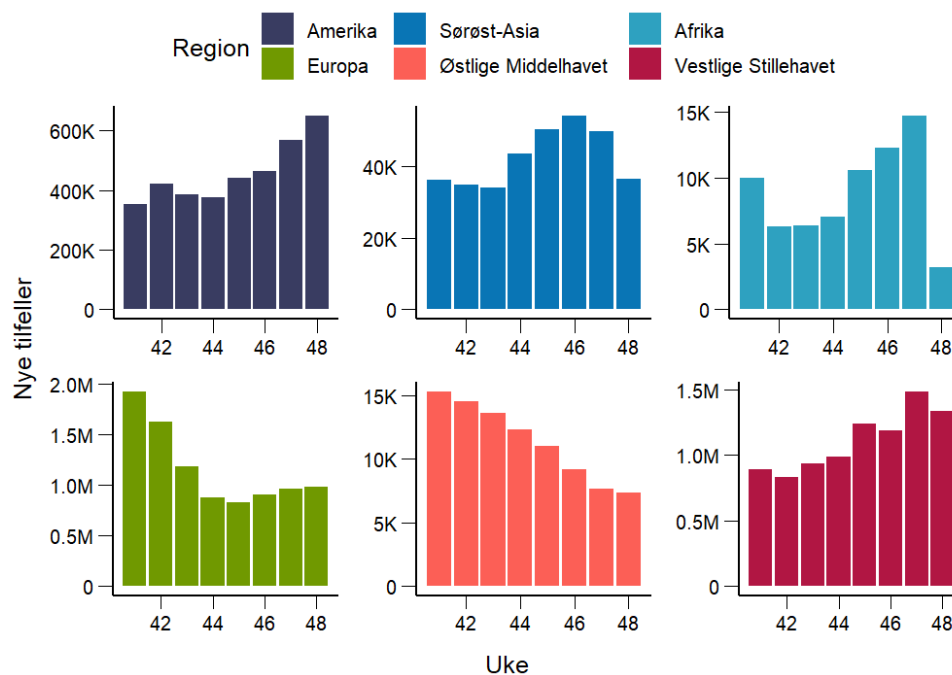 Region
Amerika
Sørøst-Asia
Afrika
Europa
Østlige Middelhavet
Vestlige Stillehavet
Nye tilfeller
600K
400K
200K
0
42 44 46 48
40K
20K
0
42 44 46 48
15K
10K
5K
0
42 44 46 48
2.0M
1.5M
1.0M
0.5M
0
42 44 46 48
15K
10K
5K
0
42 44 46 48
1.5M
1.0M
0.5M
0
42 44 46 48
Uke